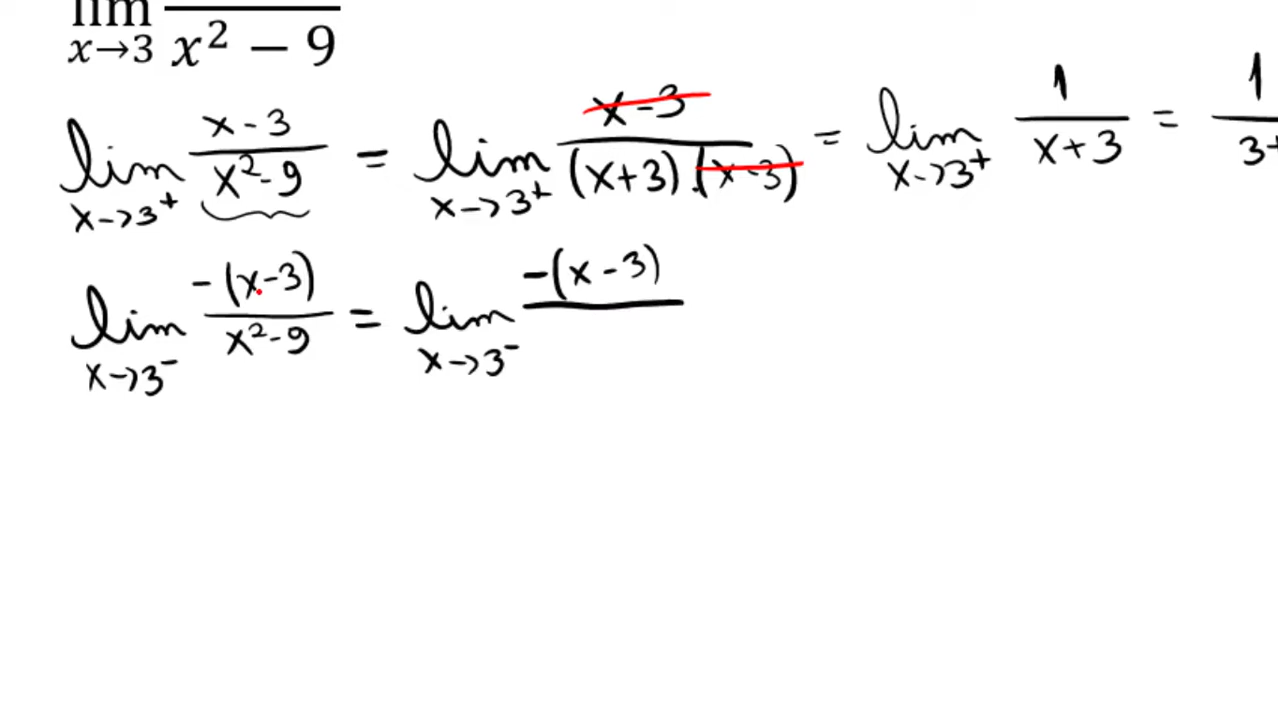 lim
x→3 x² − 9
lim x→3⁺ x-3 / x²-9 = lim x→3⁺ x-3 / (x+3).(x-3) = lim x→3⁺ 1 / x+3 = 1 / 3+
lim x→3⁻ -(x-3) / x²-9 = lim x→3⁻ -(x-3)